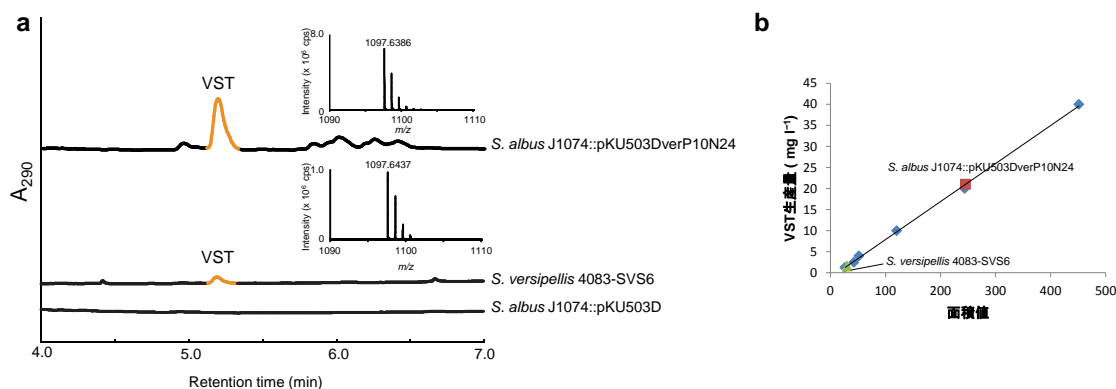 a
VST
Intensity (x 10⁶ cps)
8.0
0
1097.6386
1090
1100
1110
m/z
S. albus J1074::pKU503DverP10N24
A290
Intensity (x 10⁶ cps)
1.0
0
1097.6437
1090
1100
1110
m/z
VST
S. versipellis 4083-SVS6
S. albus J1074::pKU503D
4.0
5.0
6.0
7.0
Retention time (min)
b
VST生産量 ( mg l⁻¹)
45
40
35
30
25
20
15
10
5
0
S. albus J1074::pKU503DverP10N24
S. versipellis 4083-SVS6
0
100
200
300
400
500
面積値